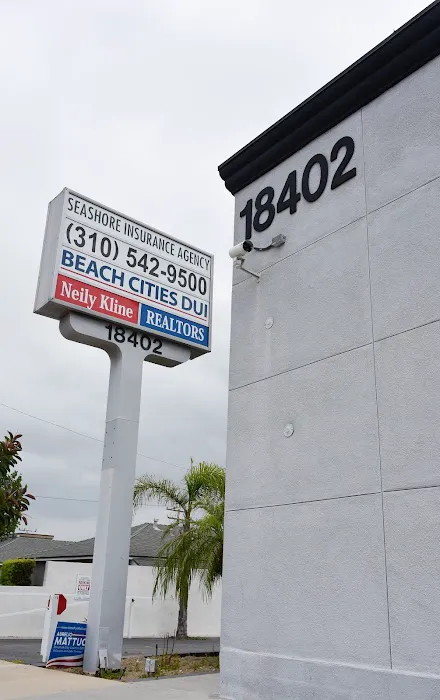 18402
SEASHORE INSURANCE AGENCY
(310) 542-9500
BEACH CITIES DUI
Neily Kline
REALTORS
18402
MATTUC